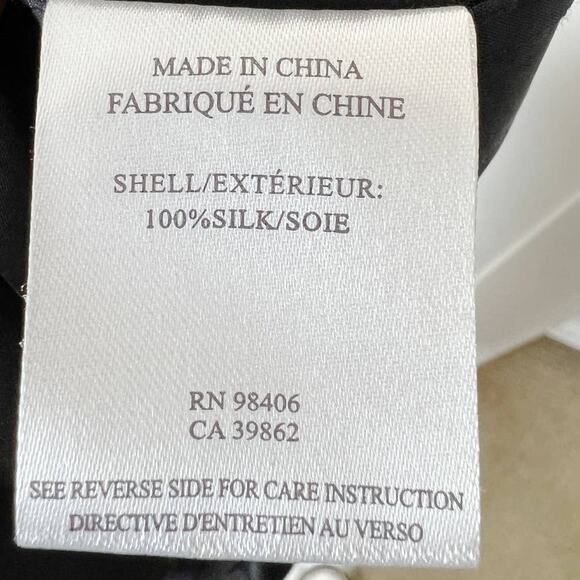 MADE IN CHINA
FABRIQUÉ EN CHINE
SHELL/EXTÉRIEUR:
100%SILK/SOIE
RN 98406
CA 39862
SEE REVERSE SIDE FOR CARE INSTRUCTION
DIRECTIVE D'ENTRETIEN AU VERSO